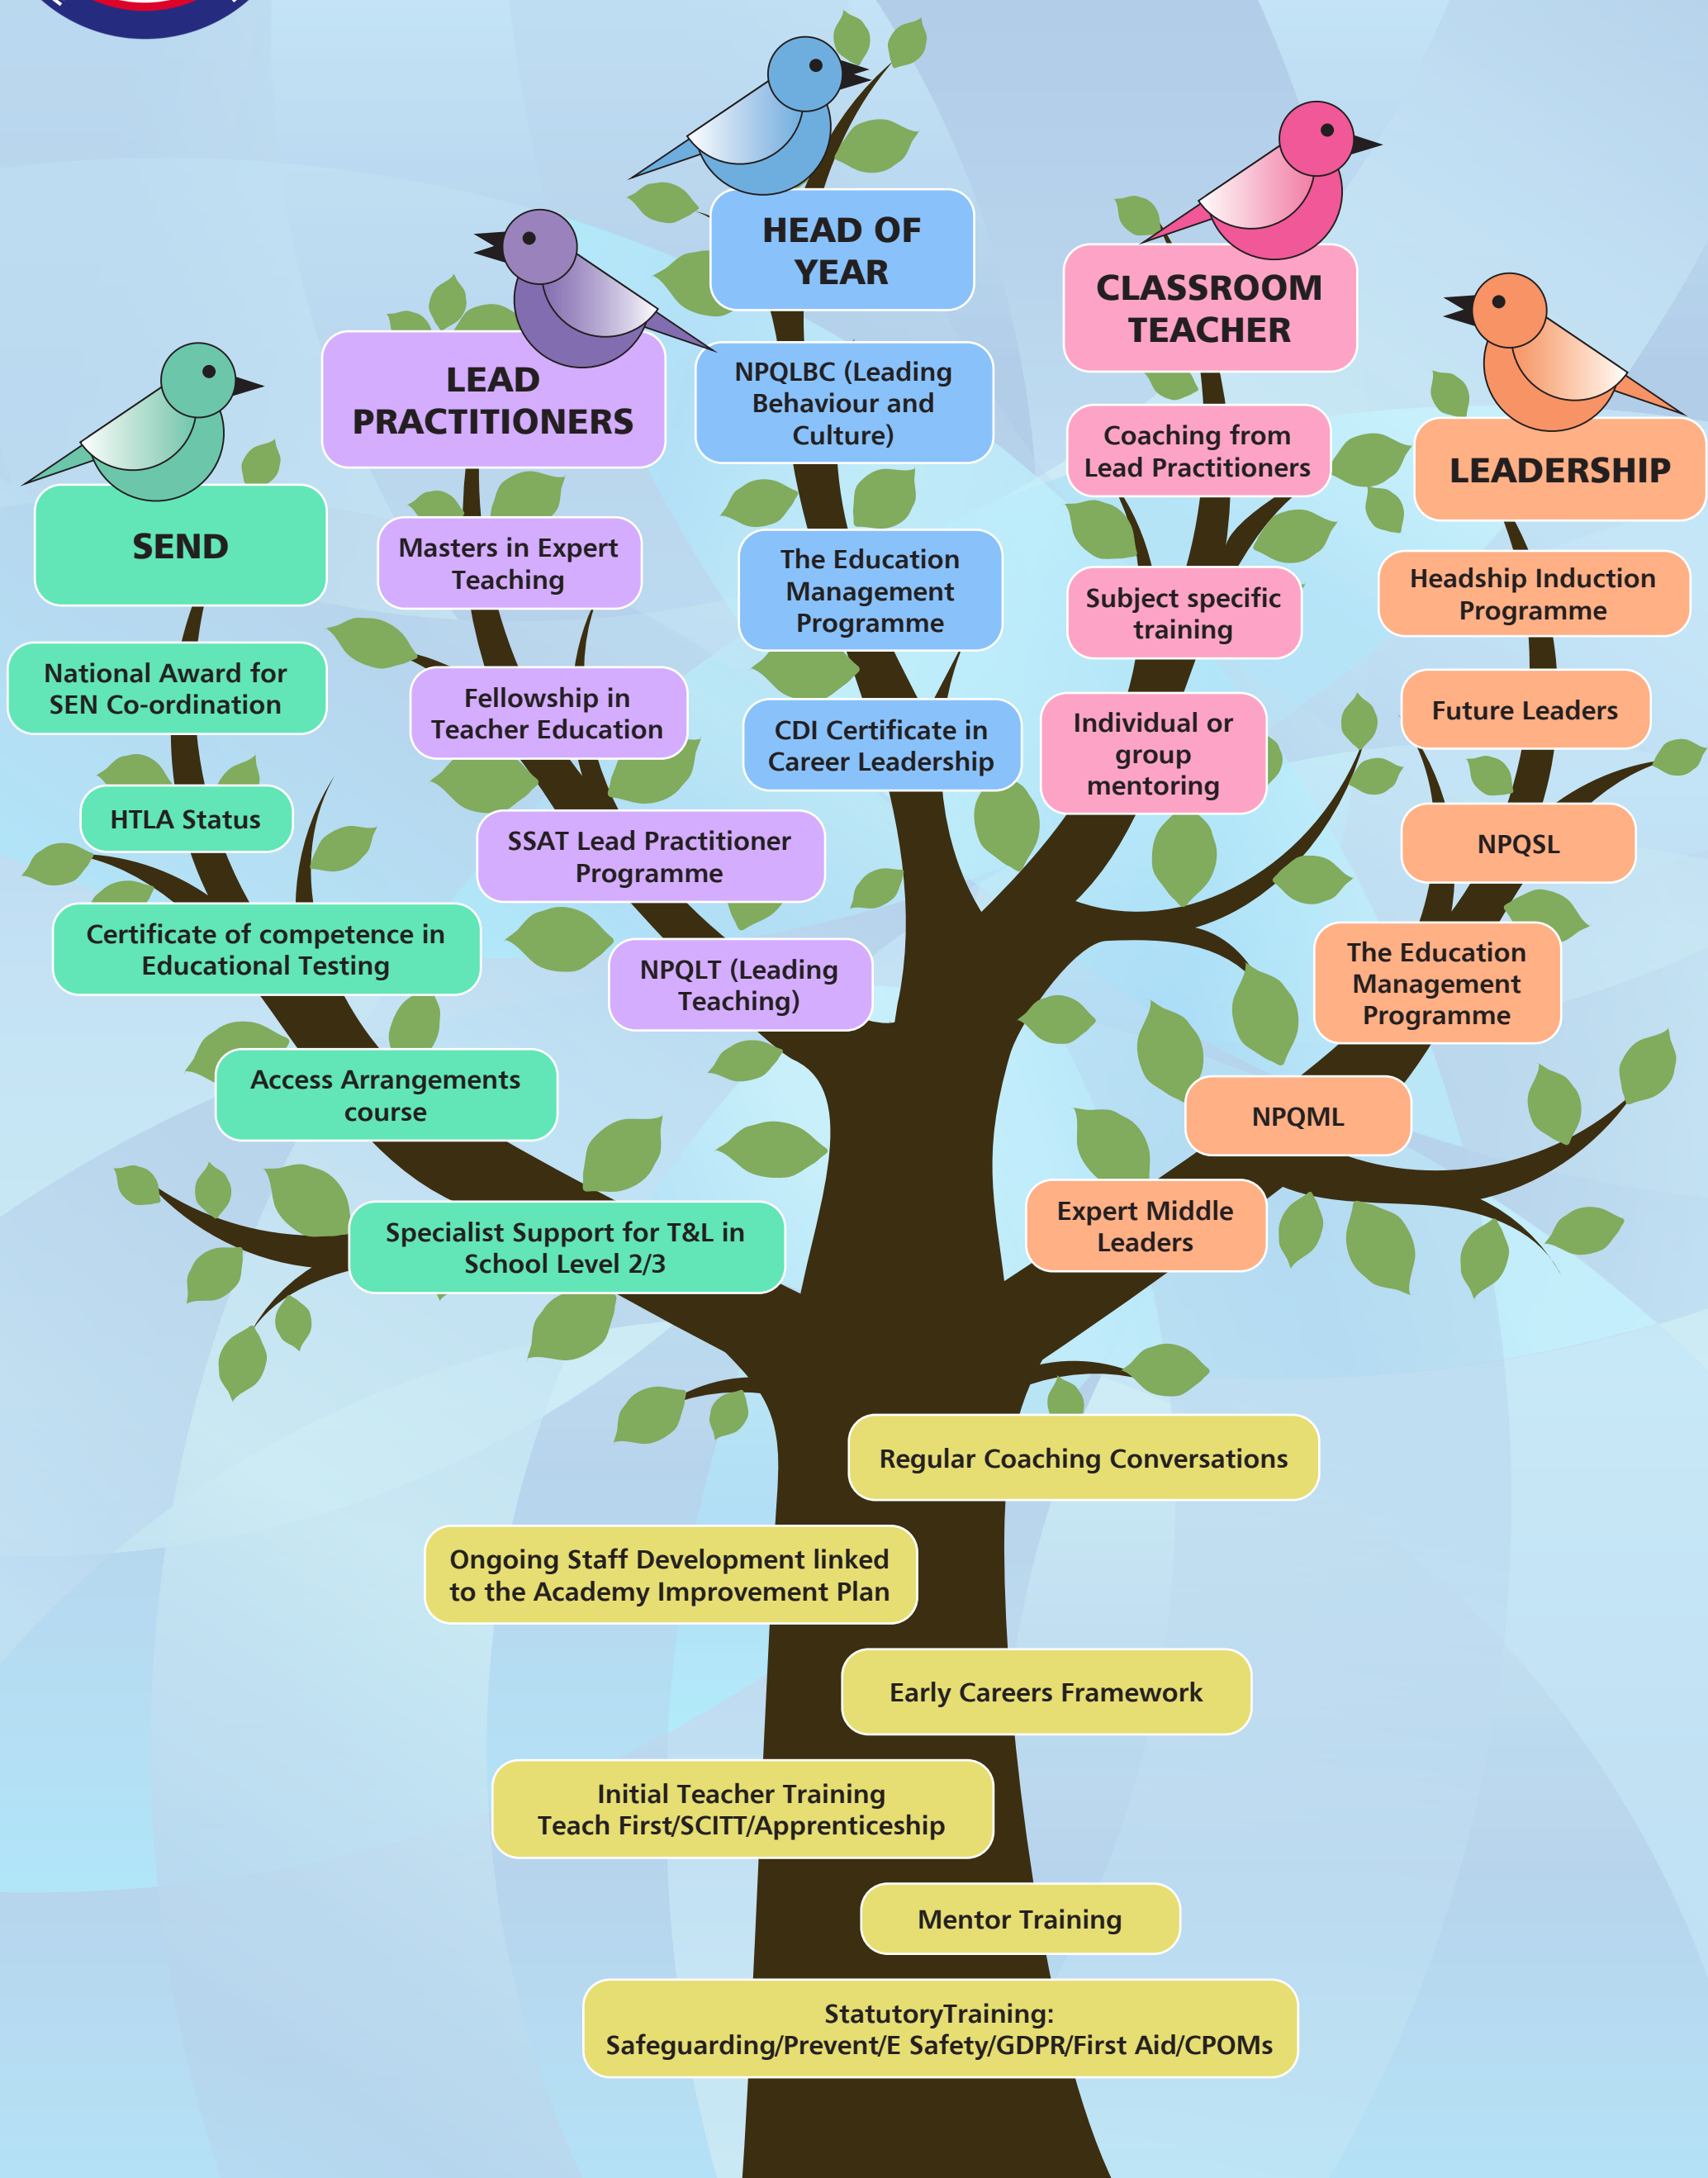 HEAD OF
YEAR
CLASSROOM
TEACHER
LEAD
PRACTITIONERS
LEADERSHIP
SEND
NPQLBC (Leading
Behaviour and
Culture)
The Education
Management
Programme
CDI Certificate in
Career Leadership
Coaching from
Lead Practitioners
Subject specific
training
Individual or
group
mentoring
Masters in Expert
Teaching
Fellowship in
Teacher Education
SSAT Lead Practitioner
Programme
NPQLT (Leading
Teaching)
Headship Induction
Programme
Future Leaders
NPQSL
The Education
Management
Programme
NPQML
Expert Middle
Leaders
National Award for
SEN Co-ordination
HTLA Status
Certificate of competence in
Educational Testing
Access Arrangements
course
Specialist Support for T&L in
School Level 2/3
Regular Coaching Conversations
Ongoing Staff Development linked
to the Academy Improvement Plan
Early Careers Framework
Initial Teacher Training
Teach First/SCITT/Apprenticeship
Mentor Training
StatutoryTraining:
Safeguarding/Prevent/E Safety/GDPR/First Aid/CPOMs